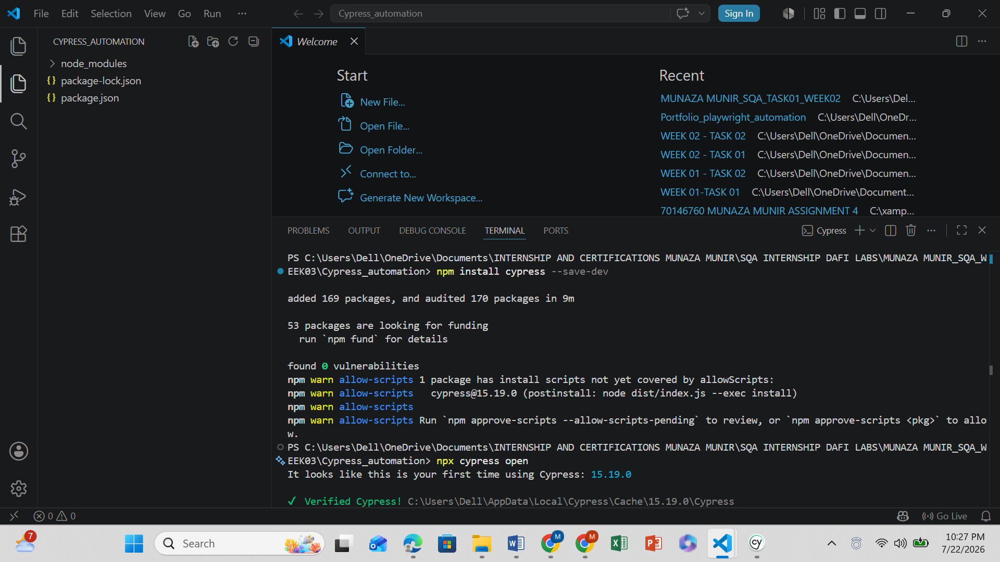 File Edit Selection View Go Run ···
Cypress_automation
Sign In
CYPRESS_AUTOMATION
node_modules
{} package-lock.json
{} package.json
Welcome
Start
New File...
Open File...
Open Folder...
Connect to...
Generate New Workspace...
Recent
MUNAZA MUNIR_SQA_TASK01_WEEK02 C:\Users\Del...
Portfolio_playwright_automation C:\Users\Dell\OneDr...
WEEK 02 - TASK 02 C:\Users\Dell\OneDrive\Documen...
WEEK 02 - TASK 01 C:\Users\Dell\OneDrive\Documen...
WEEK 01 - TASK 02 C:\Users\Dell\OneDrive\Documen...
WEEK 01-TASK 01 C:\Users\Dell\OneDrive\Document...
70146760 MUNAZA MUNIR ASSIGNMENT 4 C:\xamp...
PROBLEMS OUTPUT DEBUG CONSOLE TERMINAL PORTS
Cypress
PS C:\Users\Dell\OneDrive\Documents\INTERNSHIP AND CERTIFICATIONS MUNAZA MUNIR\SQA INTERNSHIP DAFI LABS\MUNAZA MUNIR_SQA_W
EEK03\Cypress_automation> npm install cypress --save-dev
added 169 packages, and audited 170 packages in 9m
53 packages are looking for funding
run `npm fund` for details
found 0 vulnerabilities
npm warn allow-scripts 1 package has install scripts not yet covered by allowScripts:
npm warn allow-scripts cypress@15.19.0 (postinstall: node dist/index.js --exec install)
npm warn allow-scripts
npm warn allow-scripts Run `npm approve-scripts --allow-scripts-pending` to review, or `npm approve-scripts <pkg>` to allo
w.
PS C:\Users\Dell\OneDrive\Documents\INTERNSHIP AND CERTIFICATIONS MUNAZA MUNIR\SQA INTERNSHIP DAFI LABS\MUNAZA MUNIR_SQA_W
EEK03\Cypress_automation> npx cypress open
It looks like this is your first time using Cypress: 15.19.0
✓ Verified Cypress! C:\Users\Dell\AppData\Local\Cypress\Cache\15.19.0\Cypress
0 0
Go Live
7
Search
M
M
cy
10:27 PM
7/22/2026